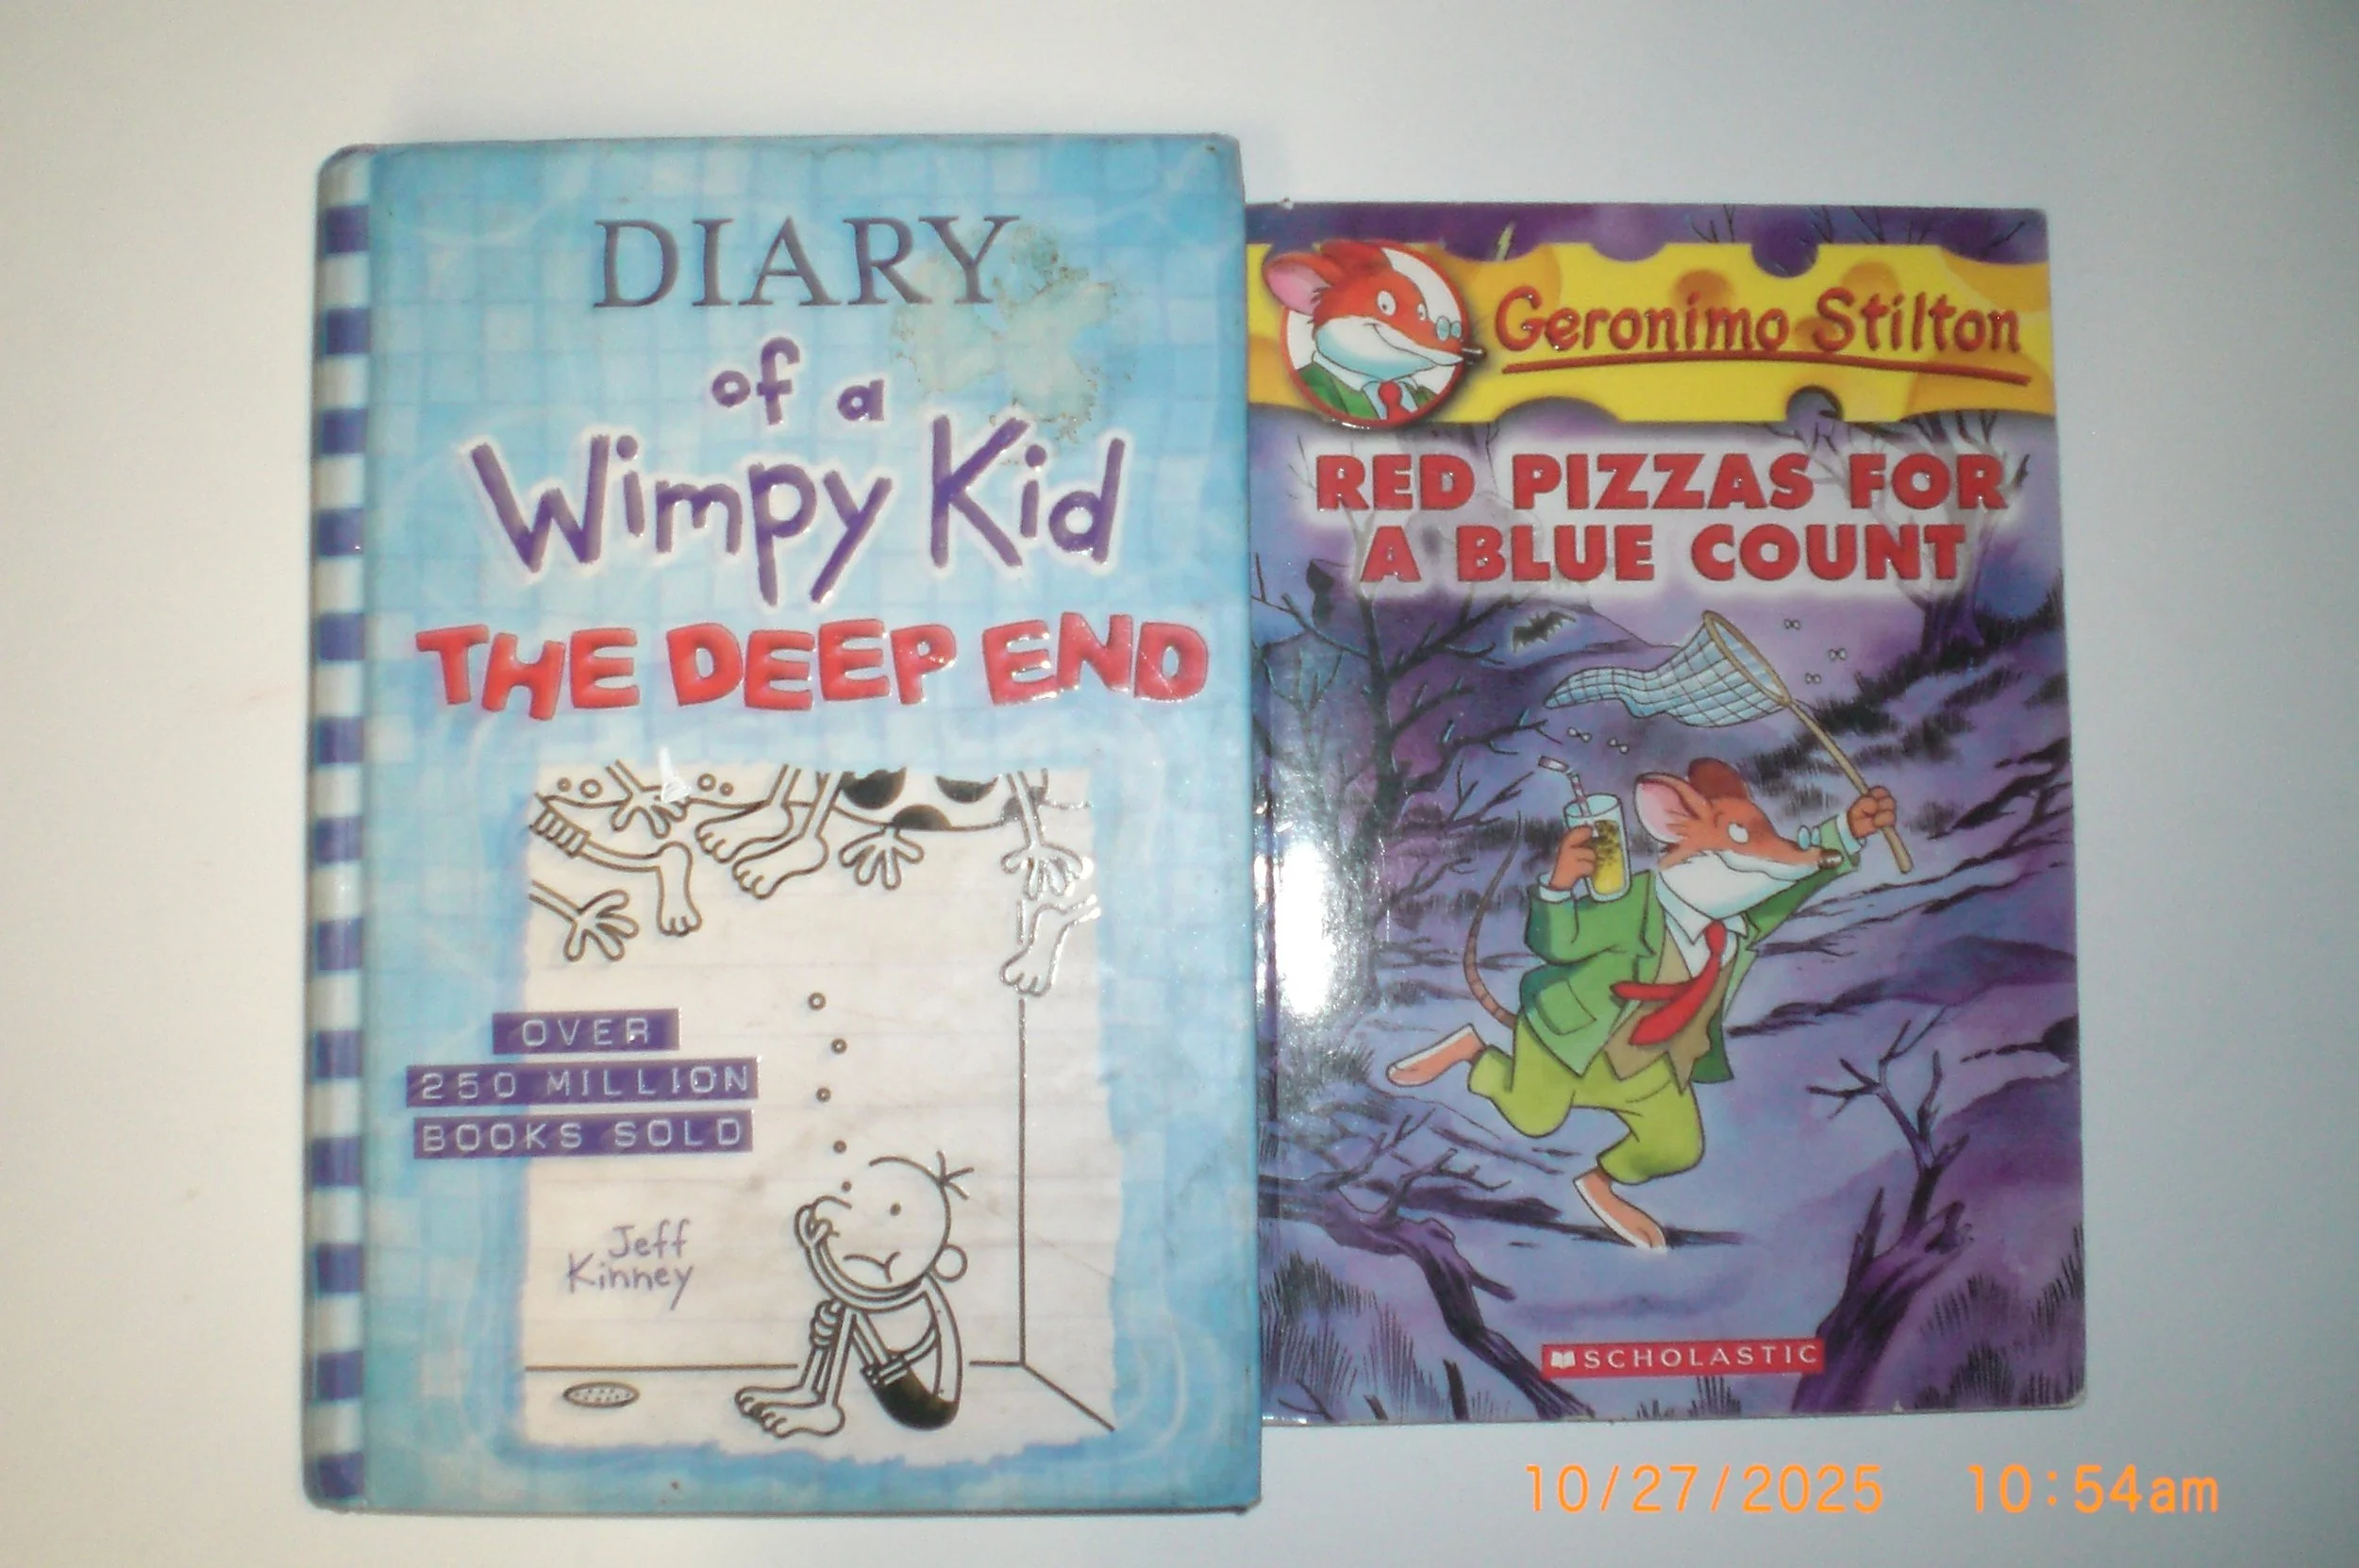 DIARY
of a
Wimpy Kid
THE DEEP END
OVER
250 MILLION
BOOKS SOLD
Jeff
Kinney
Geronimo Stilton
RED PIZZAS FOR
A BLUE COUNT
SCHOLASTIC
10/27/2025 10:54am